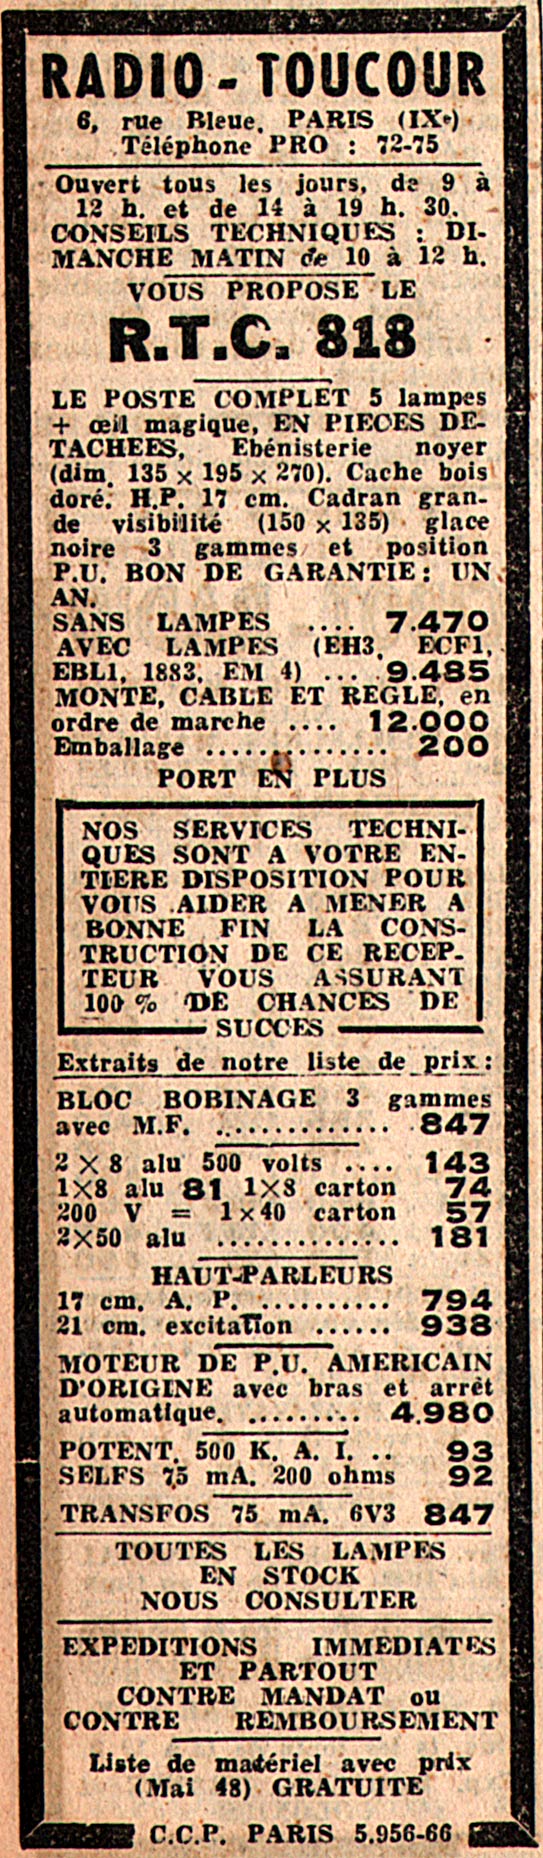 RADIO - TOUCOUR
6, rue Bleue, PARIS (IXe)
Téléphone PRO : 72-75
Ouvert tous les jours, de 9 à
12 h. et de 14 à 19 h. 30.
CONSEILS TECHNIQUES : DI-
MANCHE MATIN de 10 à 12 h.
VOUS PROPOSE LE
R.T.C. 818
LE POSTE COMPLET 5 lampes
+ œil magique, EN PIECES DE-
TACHEES, Ebénisterie noyer
(dim. 135 x 195 x 270). Cache bois
doré. H.P. 17 cm. Cadran gran-
de visibilité (150 x 135) glace
noire 3 gammes et position
P.U. BON DE GARANTIE : UN
AN.
SANS LAMPES .... 7.470
AVEC LAMPES (EH3, ECF1,
EBL1, 1883, EM 4) ... 9.485
MONTE, CABLE ET REGLE, en
ordre de marche .... 12.000
Emballage .............. 200
PORT EN PLUS
NOS SERVICES TECHNI-
QUES SONT A VOTRE EN-
TIERE DISPOSITION POUR
VOUS AIDER A MENER A
BONNE FIN LA CONS-
TRUCTION DE CE RECEP-
TEUR VOUS ASSURANT
100 % DE CHANCES DE
SUCCES
Extraits de notre liste de prix :
BLOC BOBINAGE 3 gammes
avec M.F. .............. 847
2 X 8 alu 500 volts .... 143
1X8 alu 81 1X8 carton 74
200 V = 1x40 carton 57
2X50 alu .............. 181
HAUT-PARLEURS
17 cm. A. P. .......... 794
21 cm. excitation ...... 938
MOTEUR DE P.U. AMERICAIN
D'ORIGINE avec bras et arrêt
automatique. ......... 4.980
POTENT. 500 K. A. I. .. 93
SELFS 75 mA. 200 ohms 92
TRANSFOS 75 mA. 6V3 847
TOUTES LES LAMPES
EN STOCK
NOUS CONSULTER
EXPEDITIONS IMMEDIATES
ET PARTOUT
CONTRE MANDAT ou
CONTRE REMBOURSEMENT
Liste de matériel avec prix
(Mai 48) GRATUITE
C.C.P. PARIS 5.956-66